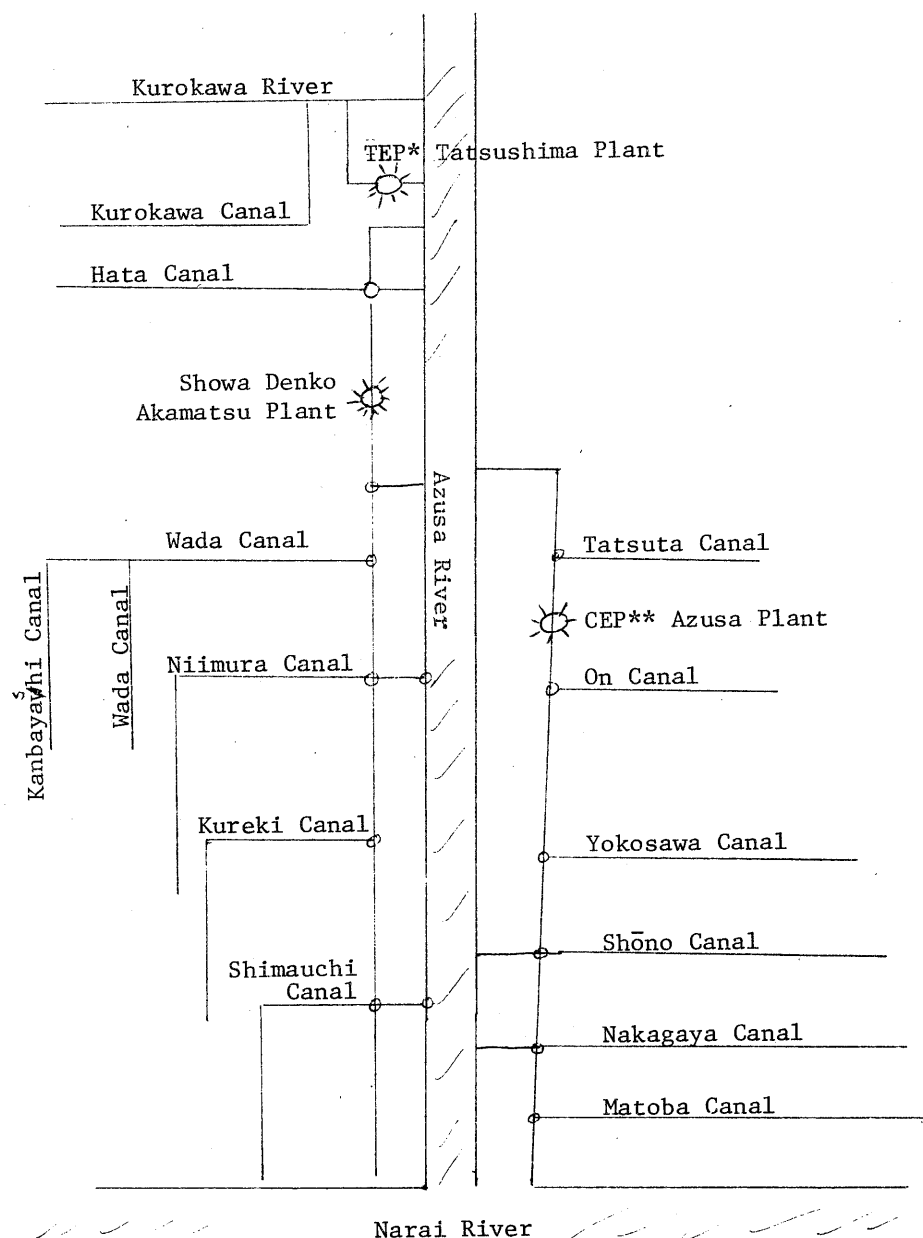 Kurokawa River
TEP* Tatsushima Plant
Kurokawa Canal
Hata Canal
Showa Denko
Akamatsu Plant
Azusa River
Wada Canal
Tatsuta Canal
Kanbayashi Canal
Wada Canal
CEP** Azusa Plant
Niimura Canal
On Canal
Kureki Canal
Yokosawa Canal
Shōno Canal
Shimauchi
Canal
Nakagaya Canal
Matoba Canal
Narai River